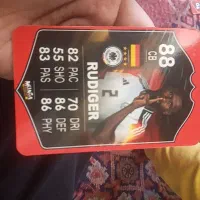 88
CB
2
RUDIGER
82 PAC 70 DRI
55 SHO 86 DEF
83 PAS 86 PHY